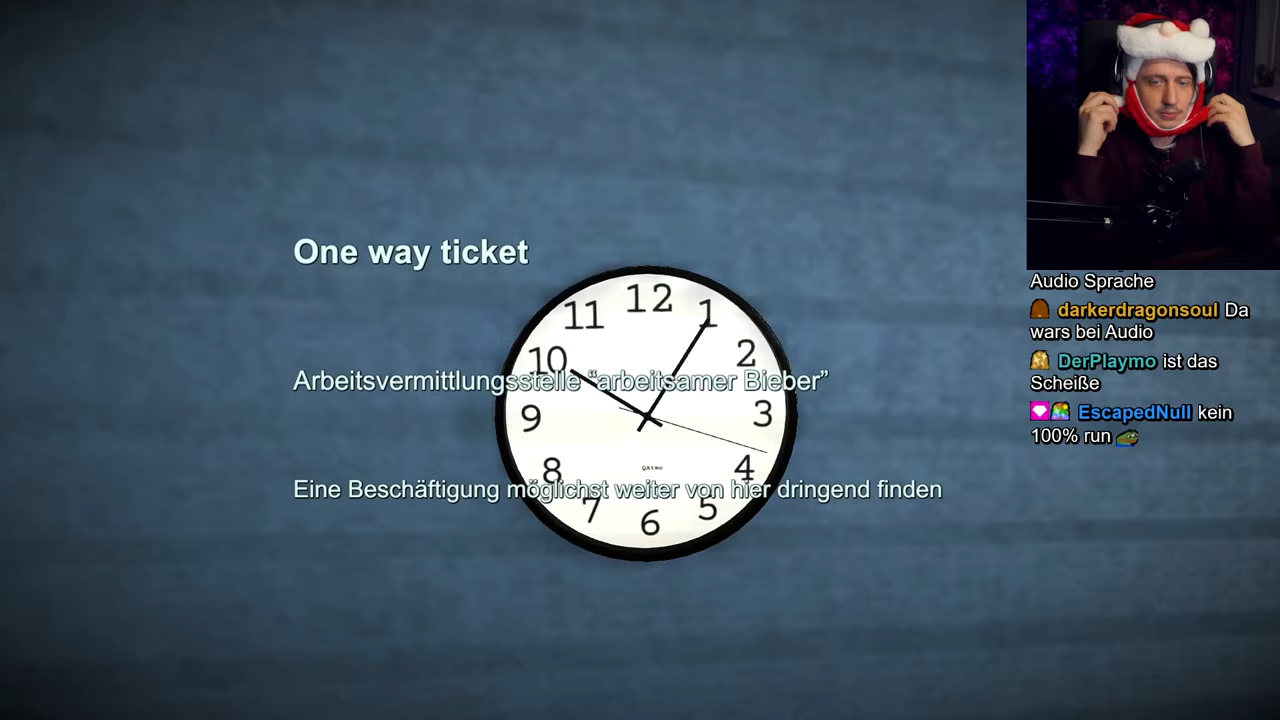 One way ticket
11 12 1
10 2
Arbeitsvermittlungsstelle “arbeitsamer Bieber”
9 3
8 4
Eine Beschäftigung möglichst weiter von hier dringend finden
7 6 5
Audio Sprache
darkerdragonsoul Da
wars bei Audio
DerPlaymo ist das
Scheiße
EscapedNull kein
100% run